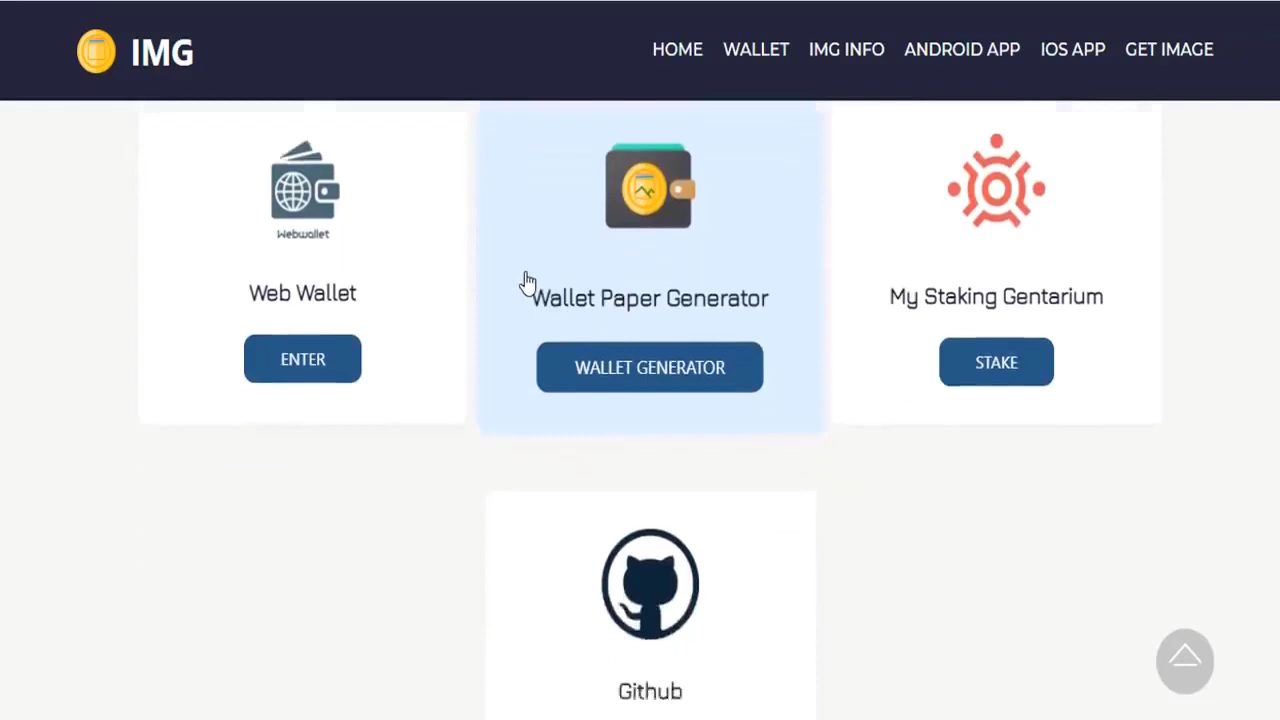 IMG
HOME WALLET IMG INFO ANDROID APP IOS APP GET IMAGE
Webwallet
Web Wallet
ENTER
Wallet Paper Generator
WALLET GENERATOR
My Staking Gentarium
STAKE
Github